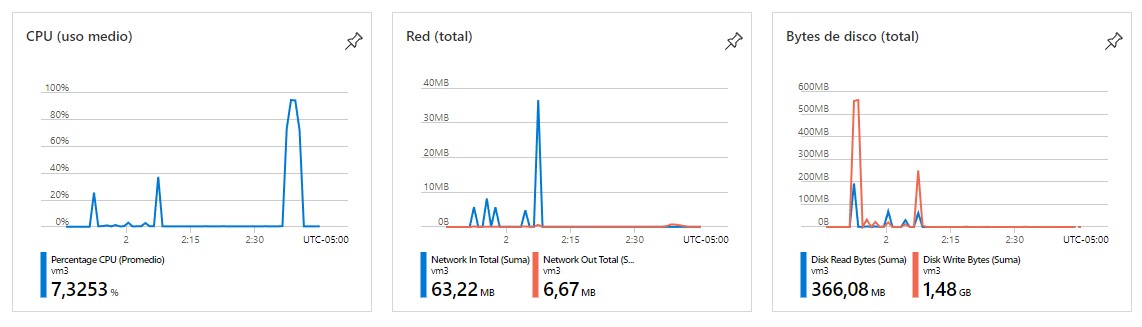 CPU (uso medio)
100%
80%
60%
40%
20%
0%
2
2:15
2:30
UTC-05:00
Percentage CPU (Promedio)
vm3
7,3253 %
Red (total)
40MB
30MB
20MB
10MB
0B
2
2:15
2:30
UTC-05:00
Network In Total (Suma)
vm3
63,22 MB
Network Out Total (S...
vm3
6,67 MB
Bytes de disco (total)
600MB
500MB
400MB
300MB
200MB
100MB
0B
2
2:15
2:30
UTC-05:00
Disk Read Bytes (Suma)
vm3
366,08 MB
Disk Write Bytes (Suma)
vm3
1,48 GB